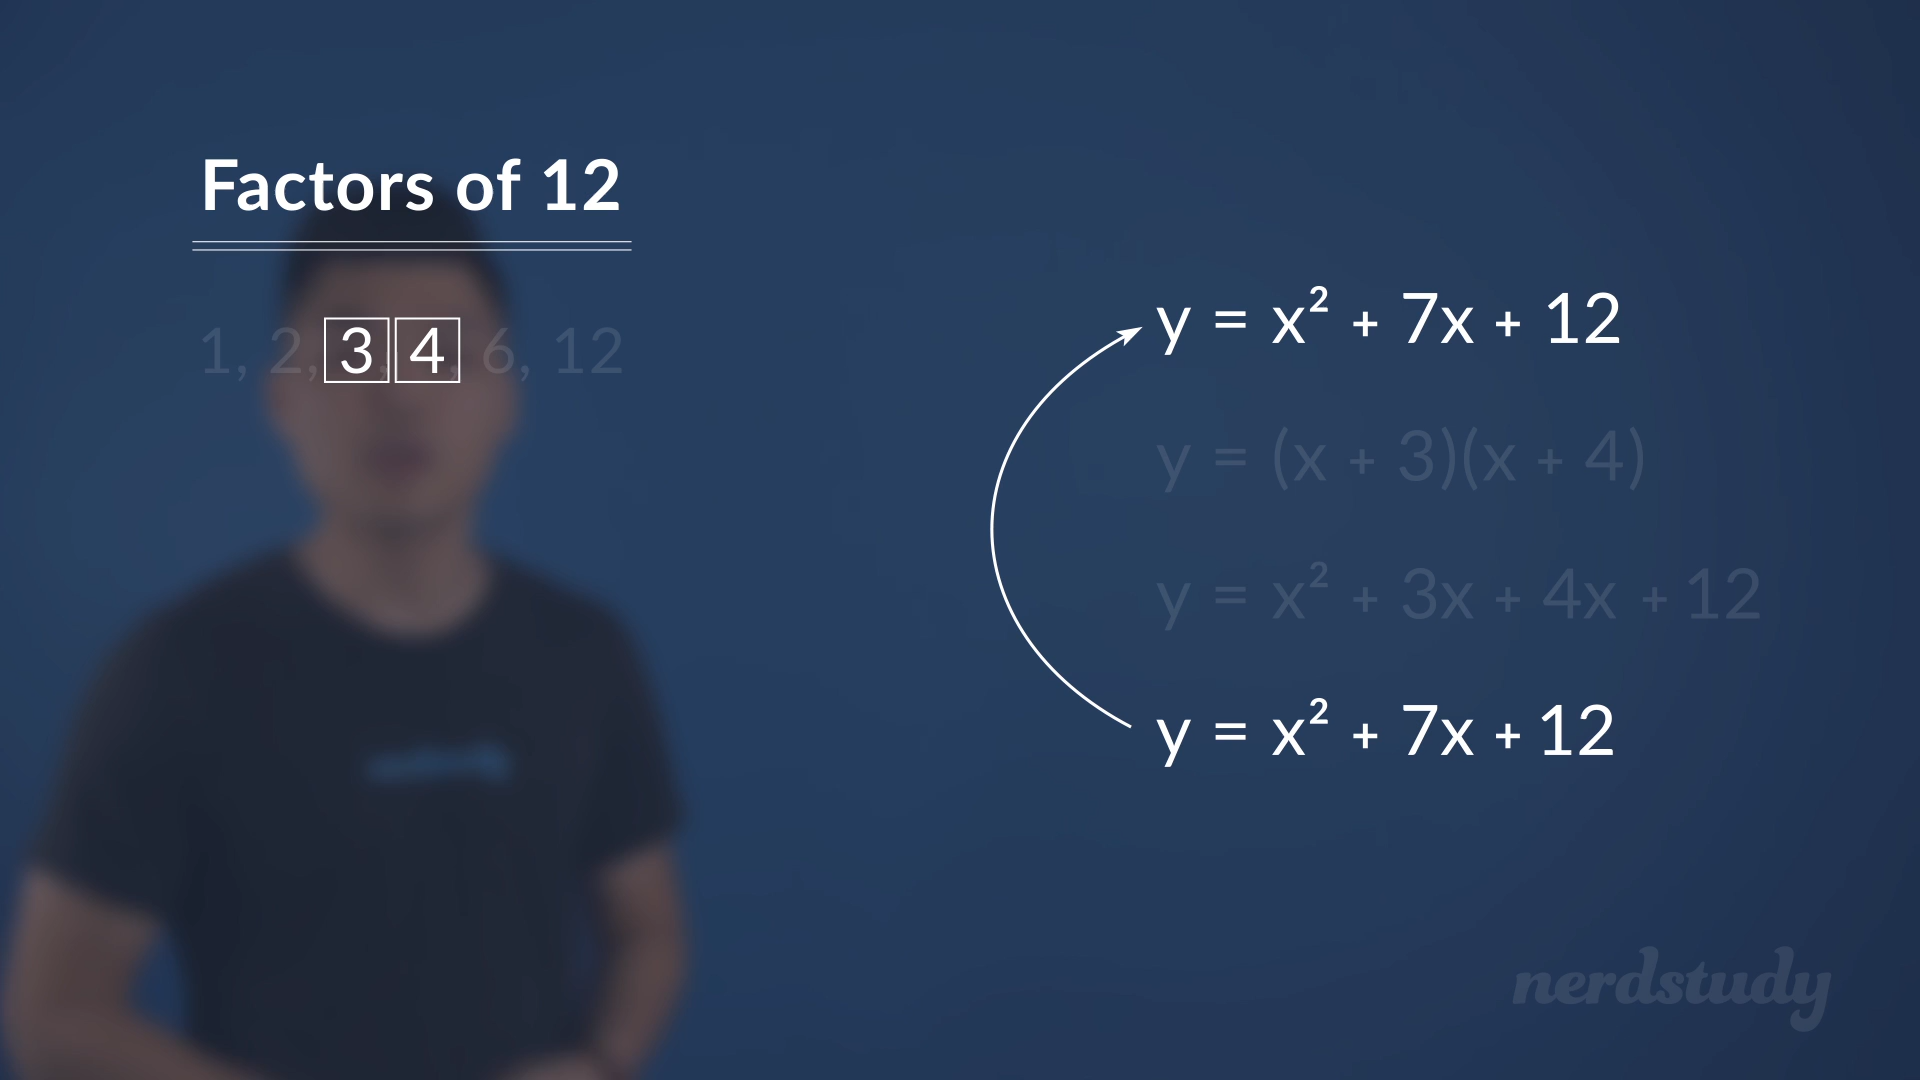 Factors of 12
1, 2, 3, 4, 6, 12
y = x² + 7x + 12
y = (x + 3)(x + 4)
y = x² + 3x + 4x + 12
y = x² + 7x + 12
nerdstudy